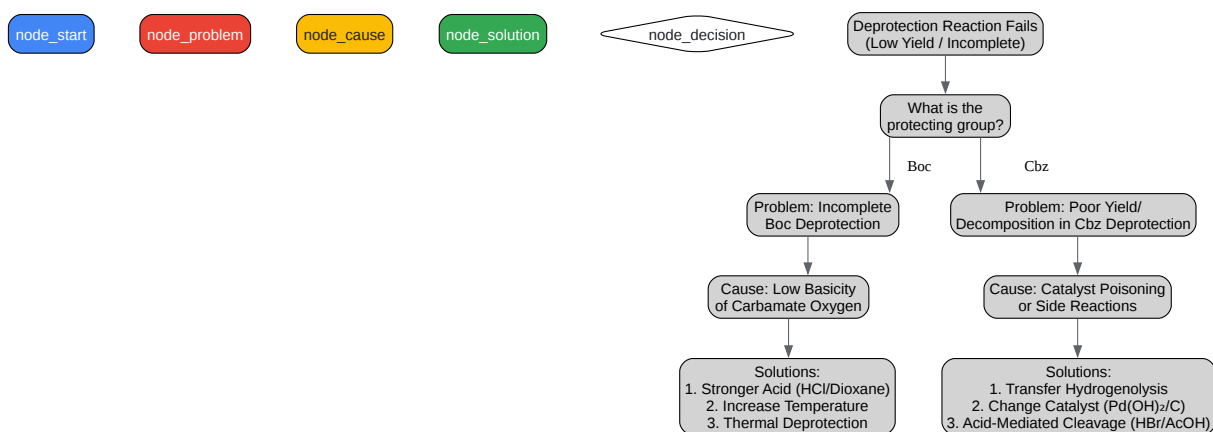 node_start
node_problem
node_cause
node_solution
node_decision
Deprotection Reaction Fails
(Low Yield / Incomplete)
What is the
protecting group?
Boc
Cbz
Problem: Incomplete
Boc Deprotection
Problem: Poor Yield/
Decomposition in Cbz Deprotection
Cause: Low Basicity
of Carbamate Oxygen
Cause: Catalyst Poisoning
or Side Reactions
Solutions:
1. Stronger Acid (HCl/Dioxane)
2. Increase Temperature
3. Thermal Deprotection
Solutions:
1. Transfer Hydrogenolysis
2. Change Catalyst (Pd(OH)₂/C)
3. Acid-Mediated Cleavage (HBr/AcOH)